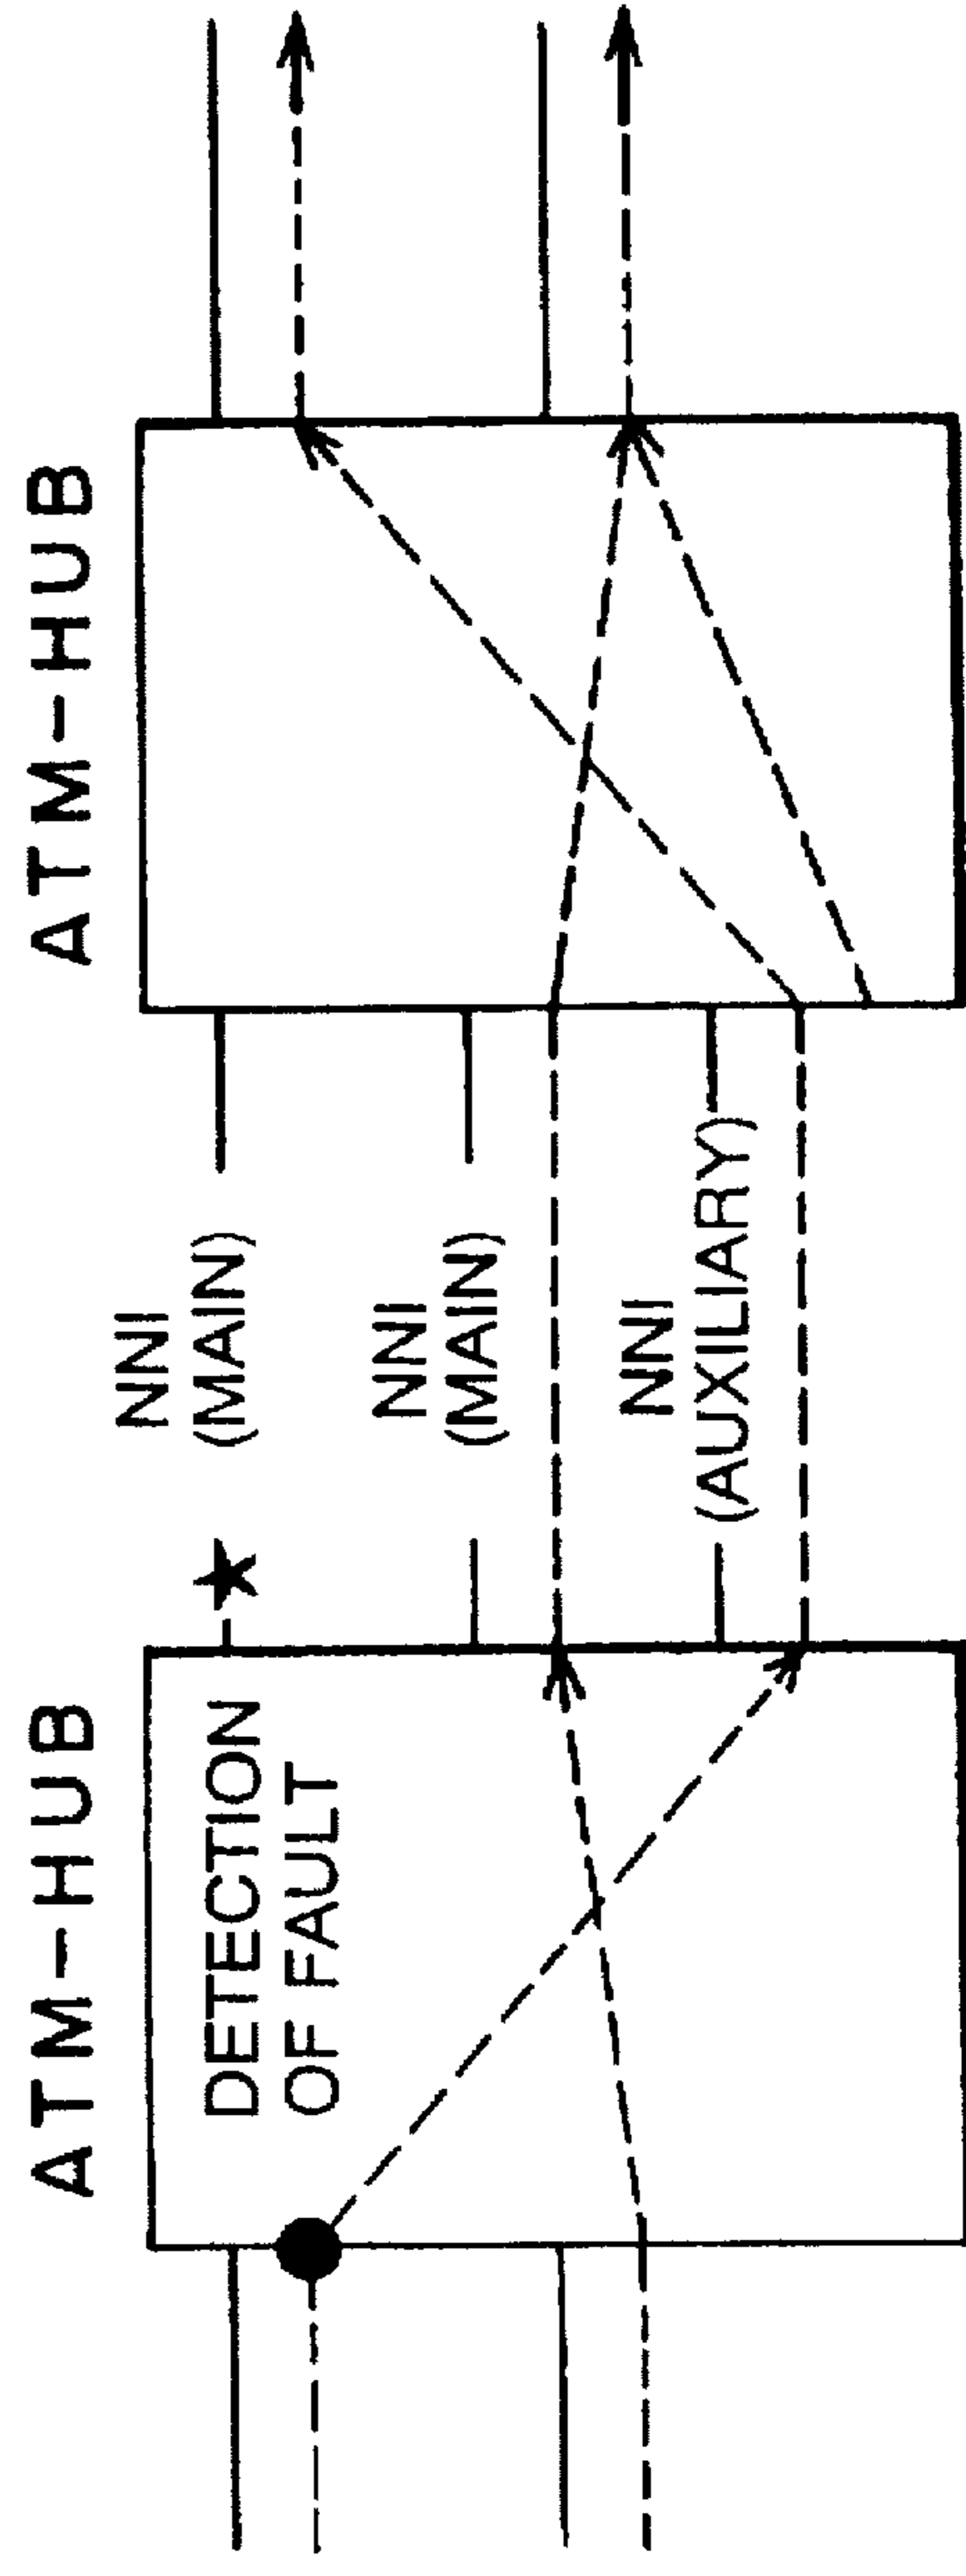 ATM-HUB
DETECTION
OF FAULT
NNI
(MAIN)
NNI
(MAIN)
NNI
(AUXILIARY)
ATM-HUB